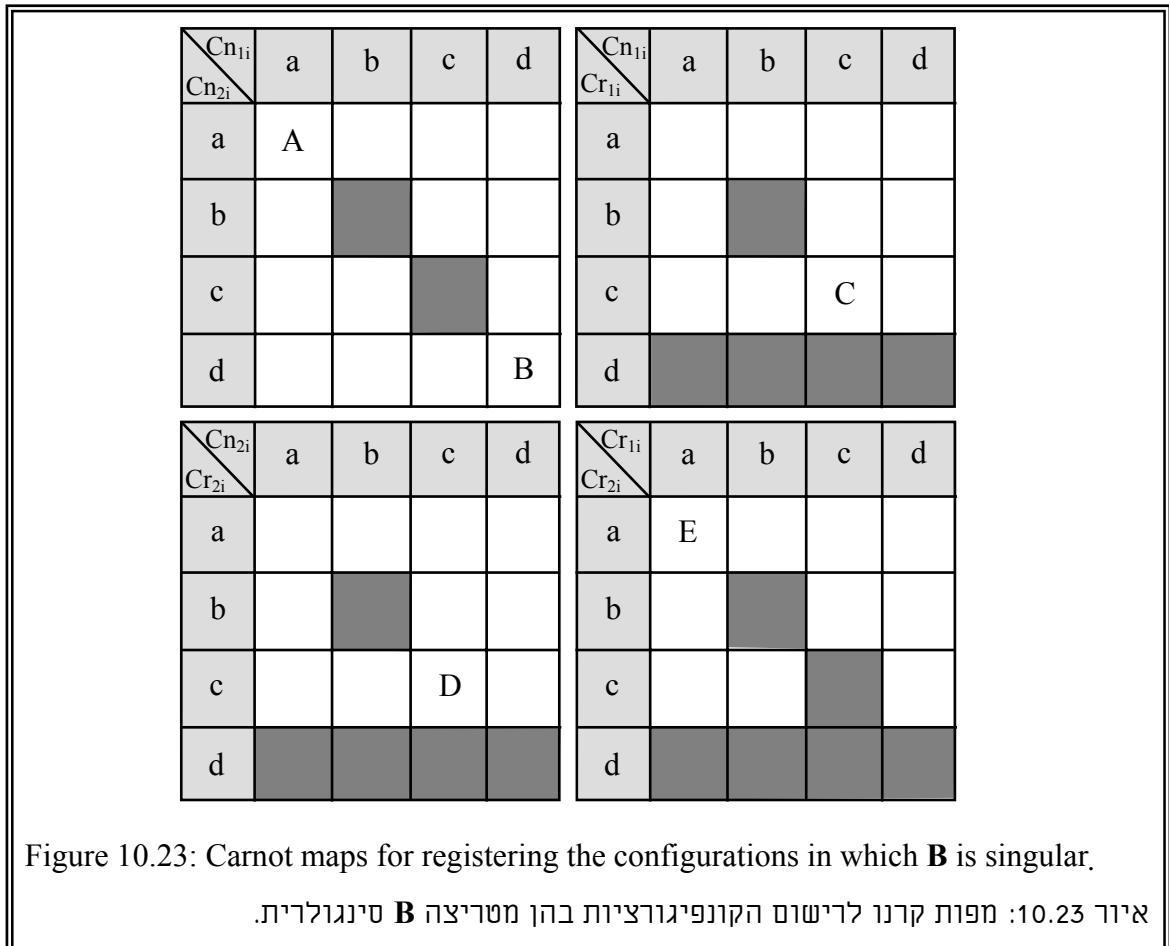 Cn1i a b c d
Cn2i
a A
b
c
d B
Cn1i a b c d
Cr1i
a
b
c C
d
Cn2i a b c d
Cr2i
a
b
c D
d
Cr1i a b c d
Cr2i
a E
b
c
d
Figure 10.23: Carnot maps for registering the configurations in which B is singular.
איור 10.23: מפות קרנו לרישום הקונפיגורציות בהן מטריצה B סינגולרית.